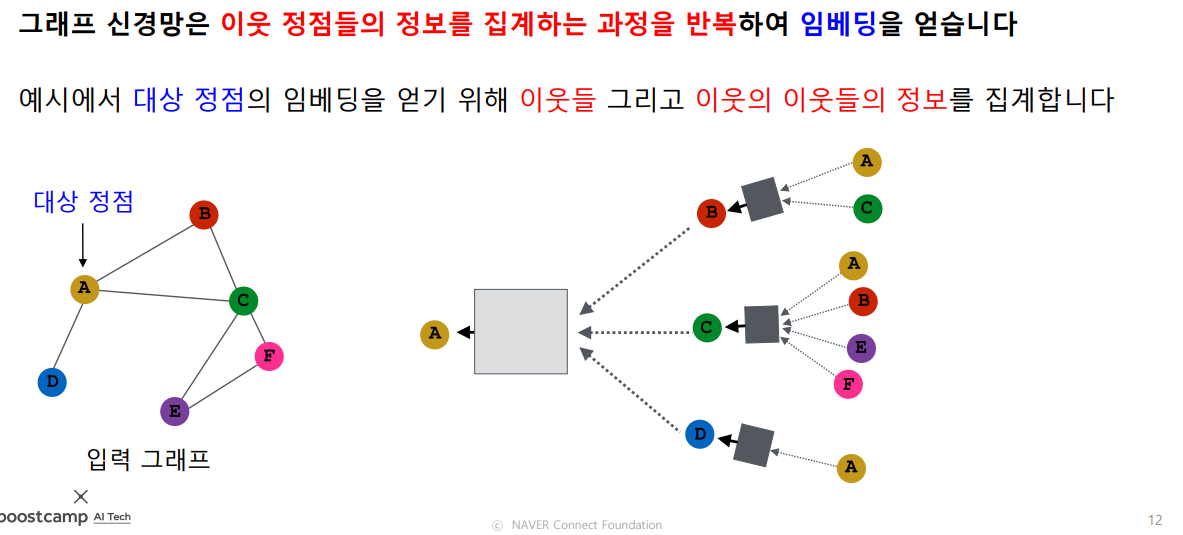 그래프 신경망은 이웃 정점들의 정보를 집계하는 과정을 반복하여 임베딩을 얻습니다
예시에서 대상 정점의 임베딩을 얻기 위해 이웃들 그리고 이웃의 이웃들의 정보를 집계합니다
대상 정점
A
B
C
D
E
F
입력 그래프
A
B
C
D
A
C
A
B
E
F
A
boostcamp AI Tech
ⓒ NAVER Connect Foundation
12